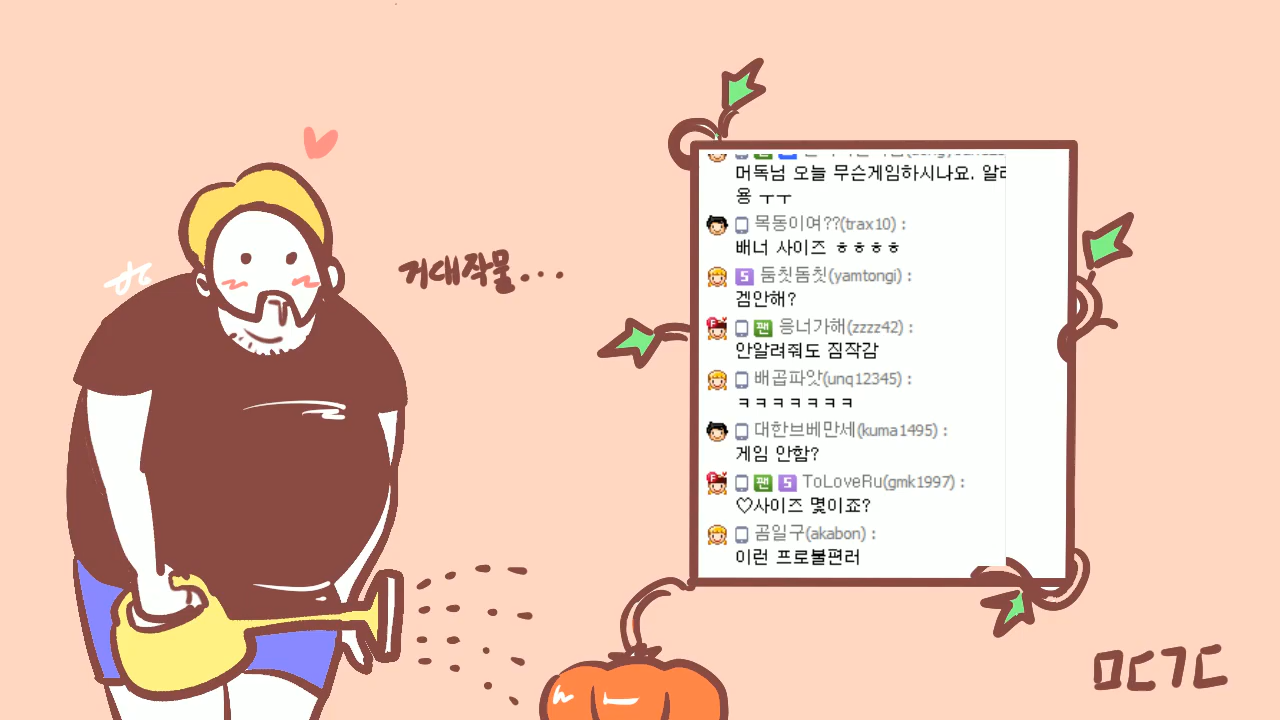 거대작물...
머독님 오늘 무슨게임하시나요. 알려
용 ㅜㅜ
목동이여??(trax10) :
배너 사이즈 ㅎㅎㅎㅎ
S 둠칫돔칫(yamtongi) :
겜안해?
팬 응너가해(zzzz42) :
안알려줘도 짐작감
배곱파앗(unq12345) :
ㅋㅋㅋㅋㅋㅋㅋ
대한브베만세(kuma1495) :
게임 안함?
팬 S ToLoveRu(gmk1997) :
♡사이즈 몇이죠?
곰일구(akabon) :
이런 프로불편러
ㅁㄷㄱㄷ